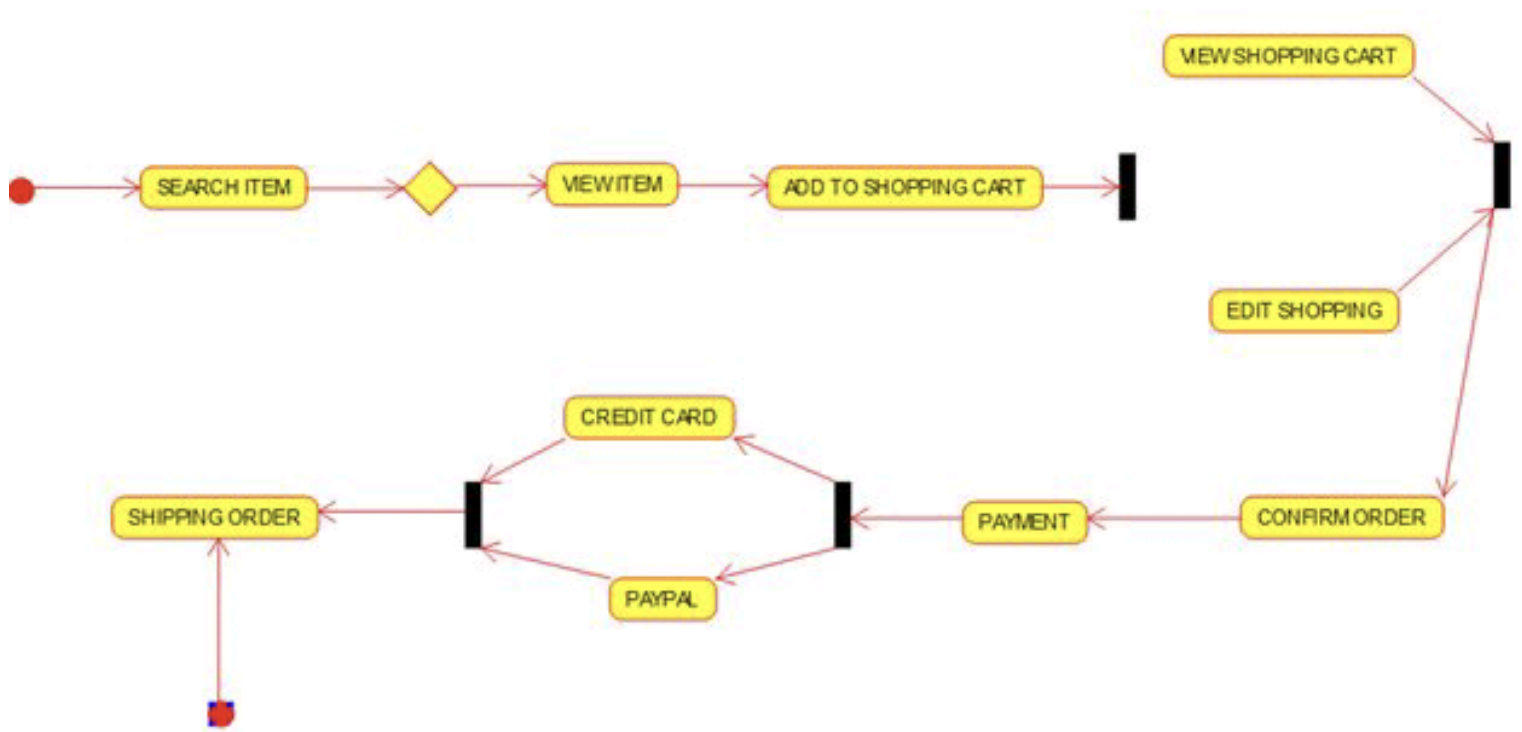 VIEW SHOPPING CART
SEARCH ITEM
VIEW ITEM
ADD TO SHOPPING CART
EDIT SHOPPING
CREDIT CARD
SHIPPING ORDER
PAYMENT
CONFIRM ORDER
PAYPAL